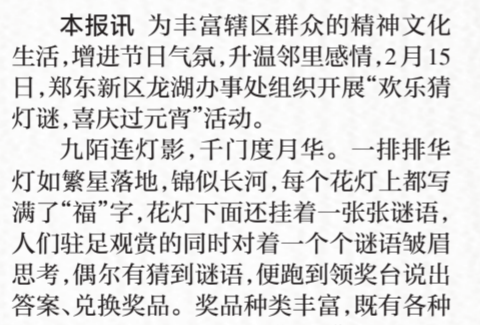 本报讯 为丰富辖区群众的精神文化
生活，增进节日气氛，升温邻里感情，2月15
日，郑东新区龙湖办事处组织开展“欢乐猜
灯谜，喜庆过元宵”活动。
九陌连灯影，千门度月华。一排排华
灯如繁星落地，锦似长河，每个花灯上都写
满了“福”字，花灯下面还挂着一张张谜语，
人们驻足观赏的同时对着一个个谜语皱眉
思考，偶尔有猜到谜语，便跑到领奖台说出
答案、兑换奖品。奖品种类丰富，既有各种